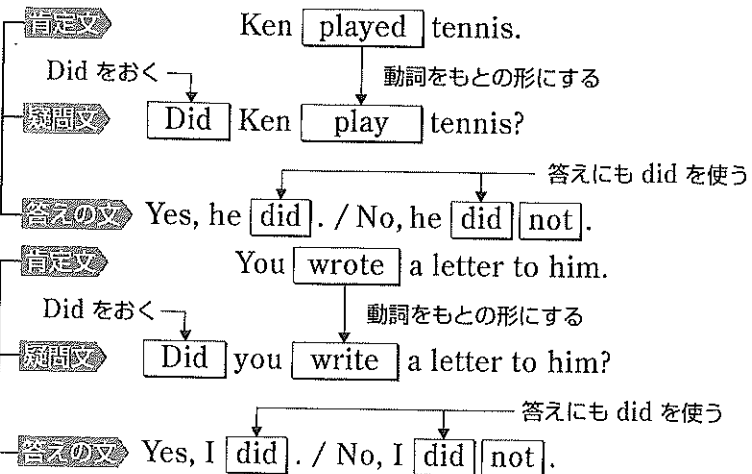 肯定文 Ken played tennis.
Did をおく 動詞をもとの形にする
疑問文 Did Ken play tennis?
答えにも did を使う
答えの文 Yes, he did. / No, he did not.
肯定文 You wrote a letter to him.
Did をおく 動詞をもとの形にする
疑問文 Did you write a letter to him?
答えにも did を使う
答えの文 Yes, I did. / No, I did not.